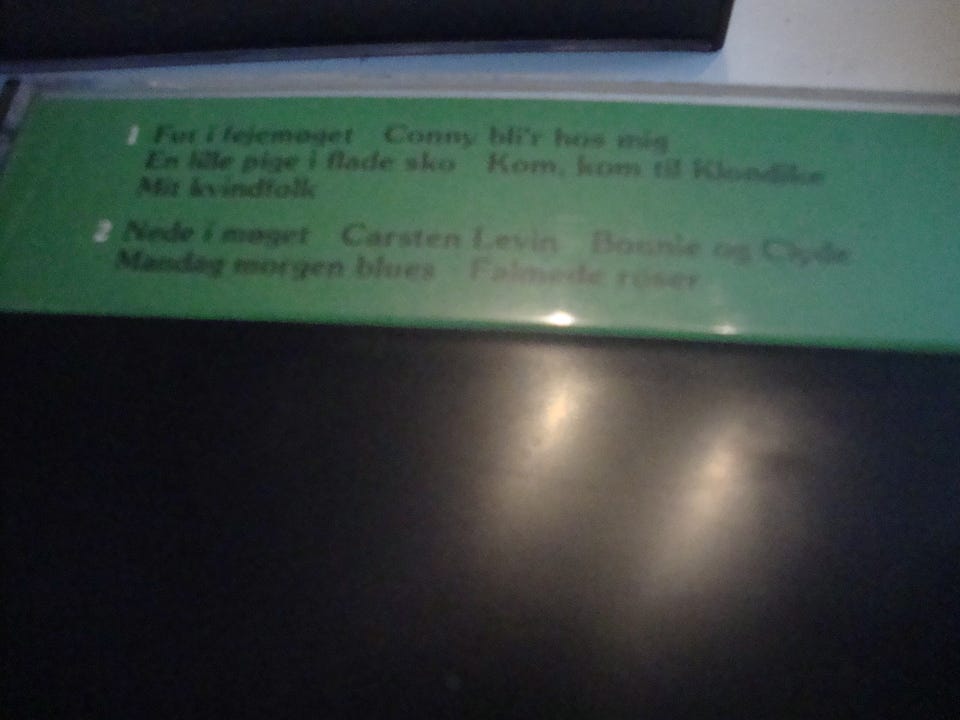 1 Fut i fejemøget Conny bli'r hos mig
En lille pige i flade sko Kom, kom til Klondike
Mit kvindfolk
2 Nede i møget Carsten Levin Bonnie og Clyde
Mandag morgen blues Falmede roser